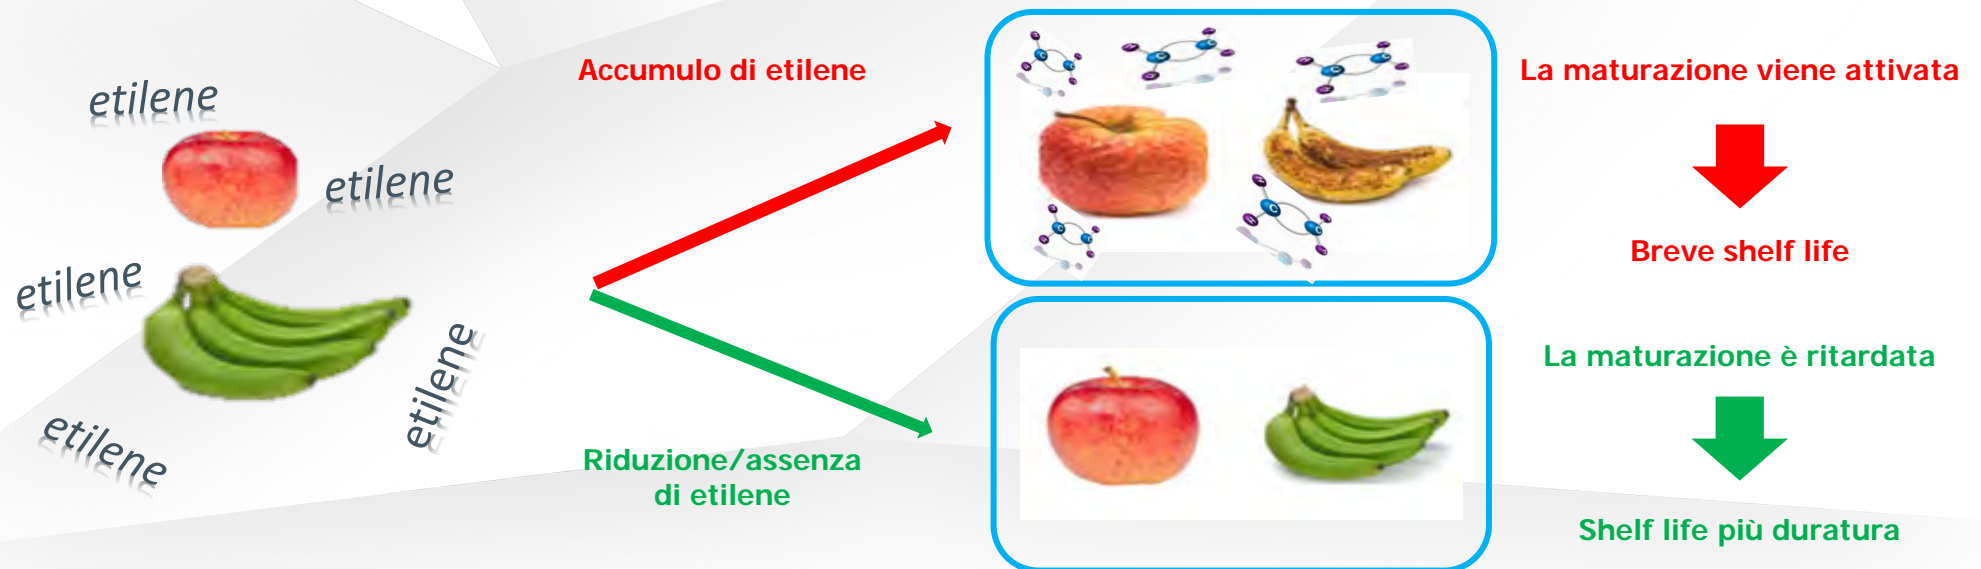 etilene
etilene
etilene
etilene
etilene
Accumulo di etilene
Riduzione/assenza
di etilene
La maturazione viene attivata
Breve shelf life
La maturazione è ritardata
Shelf life più duratura